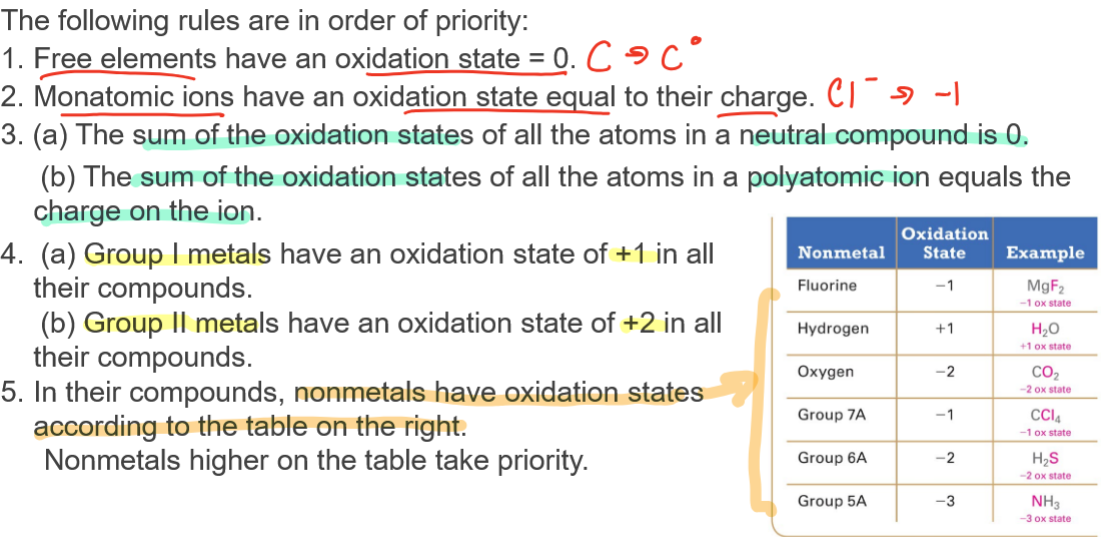 The following rules are in order of priority:
1. Free elements have an oxidation state = 0. C → C°
2. Monatomic ions have an oxidation state equal to their charge. Cl⁻ → -1
3. (a) The sum of the oxidation states of all the atoms in a neutral compound is 0.
(b) The sum of the oxidation states of all the atoms in a polyatomic ion equals the
charge on the ion.
4. (a) Group I metals have an oxidation state of +1 in all
their compounds.
(b) Group II metals have an oxidation state of +2 in all
their compounds.
5. In their compounds, nonmetals have oxidation states
according to the table on the right.
Nonmetals higher on the table take priority.
Nonmetal Oxidation State Example
Fluorine −1 MgF₂
−1 ox state
Hydrogen +1 H₂O
+1 ox state
Oxygen −2 CO₂
−2 ox state
Group 7A −1 CCl₄
−1 ox state
Group 6A −2 H₂S
−2 ox state
Group 5A −3 NH₃
−3 ox state